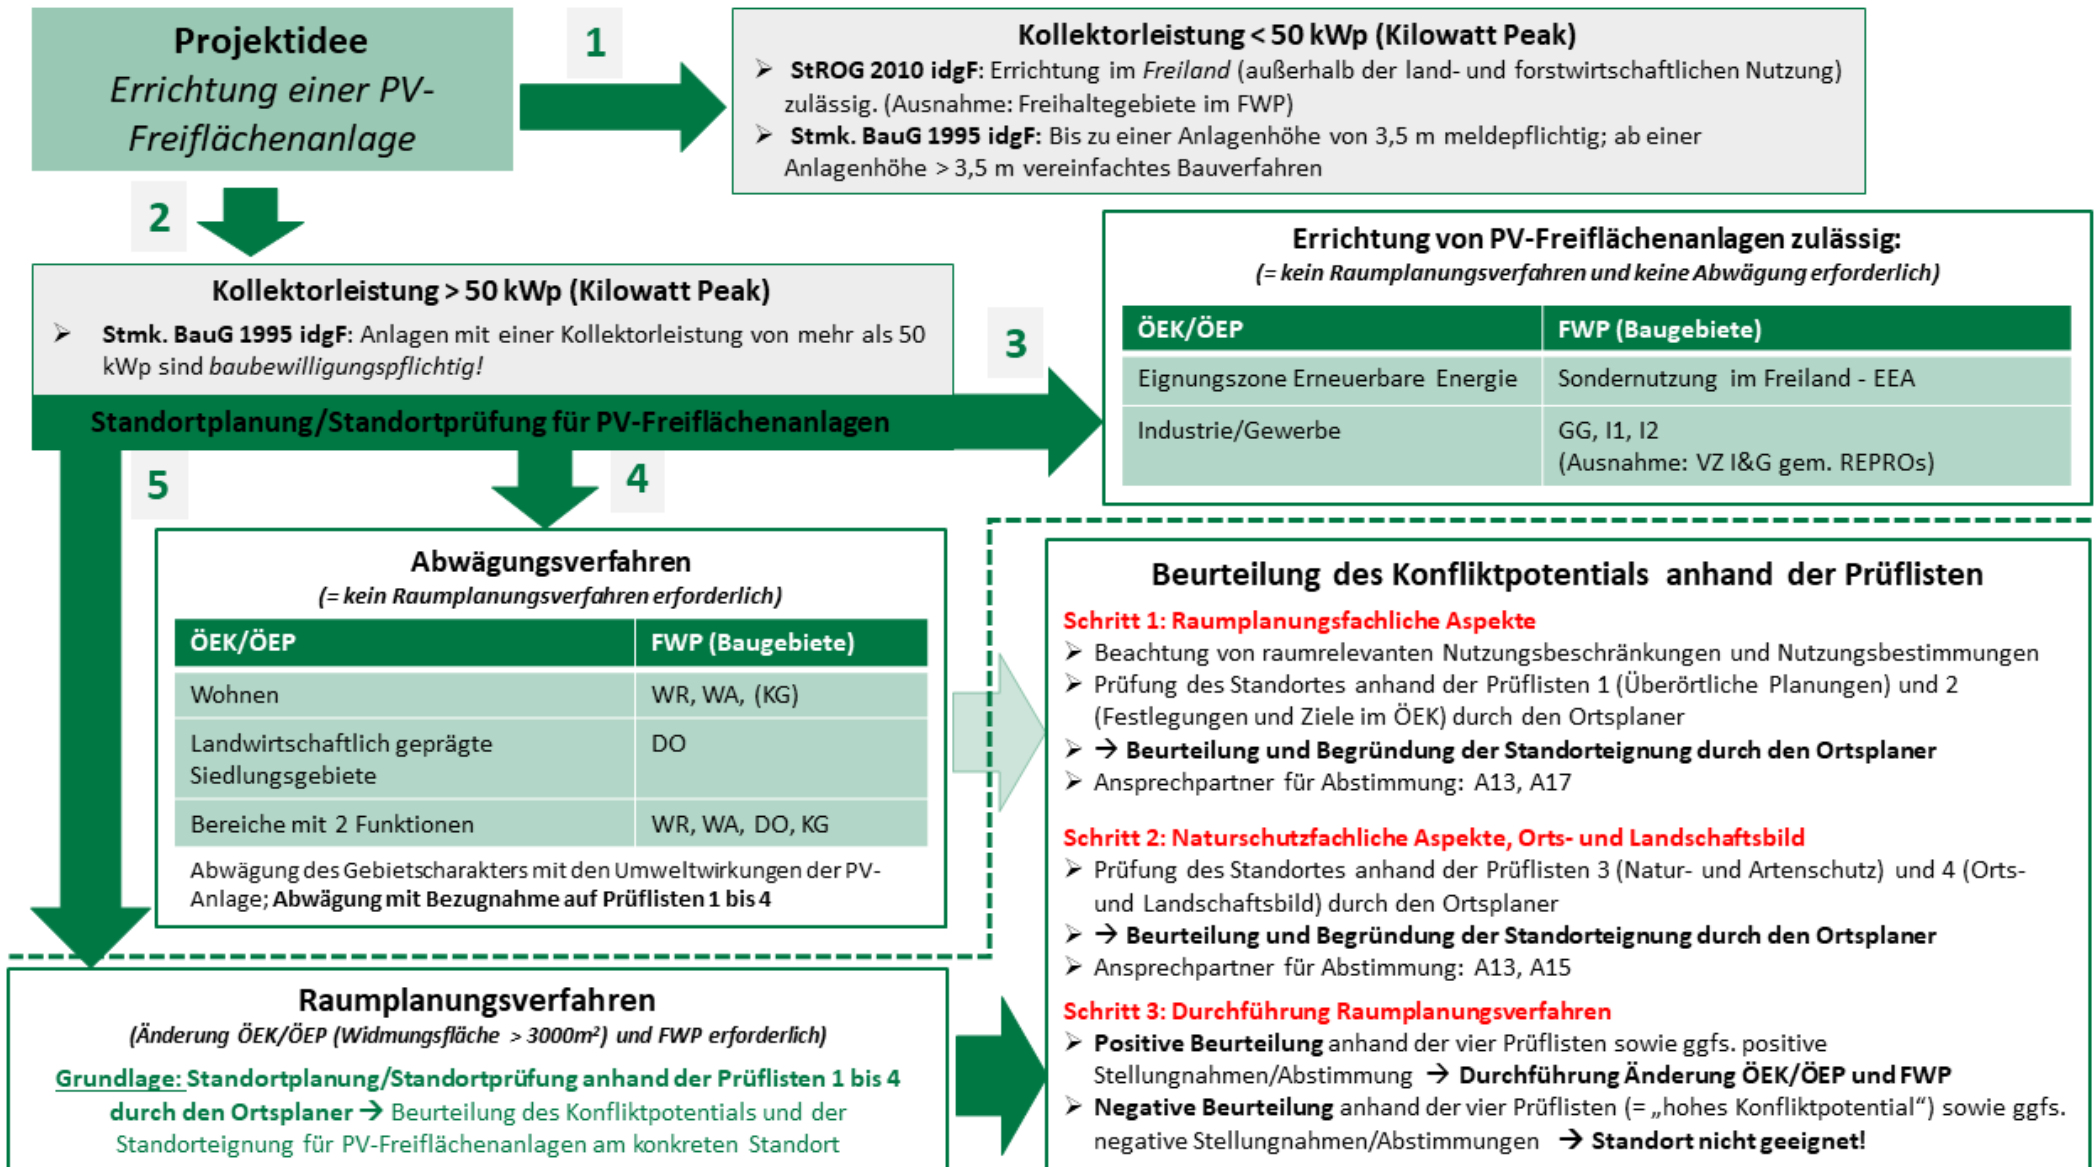 Projektidee
Errichtung einer PV-
Freiflächenanlage
1
Kollektorleistung < 50 kWp (Kilowatt Peak)
➢ StROG 2010 idgF: Errichtung im Freiland (außerhalb der land- und forstwirtschaftlichen Nutzung)
zulässig. (Ausnahme: Freihaltegebiete im FWP)
➢ Stmk. BauG 1995 idgF: Bis zu einer Anlagenhöhe von 3,5 m meldepflichtig; ab einer
Anlagenhöhe > 3,5 m vereinfachtes Bauverfahren
2
Kollektorleistung > 50 kWp (Kilowatt Peak)
➢ Stmk. BauG 1995 idgF: Anlagen mit einer Kollektorleistung von mehr als 50
kWp sind baubewilligungspflichtig!
Standortplanung/Standortprüfung für PV-Freiflächenanlagen
3
Errichtung von PV-Freiflächenanlagen zulässig:
(= kein Raumplanungsverfahren und keine Abwägung erforderlich)
ÖEK/ÖEP FWP (Baugebiete)
Eignungszone Erneuerbare Energie Sondernutzung im Freiland - EEA
Industrie/Gewerbe GG, I1, I2
(Ausnahme: VZ I&G gem. REPROs)
5
4
Abwägungsverfahren
(= kein Raumplanungsverfahren erforderlich)
ÖEK/ÖEP FWP (Baugebiete)
Wohnen WR, WA, (KG)
Landwirtschaftlich geprägte DO
Siedlungsgebiete
Bereiche mit 2 Funktionen WR, WA, DO, KG
Abwägung des Gebietscharakters mit den Umweltwirkungen der PV-
Anlage; Abwägung mit Bezugnahme auf Prüflisten 1 bis 4
Raumplanungsverfahren
(Änderung ÖEK/ÖEP (Widmungsfläche > 3000m²) und FWP erforderlich)
Grundlage: Standortplanung/Standortprüfung anhand der Prüflisten 1 bis 4
durch den Ortsplaner → Beurteilung des Konfliktpotentials und der
Standorteignung für PV-Freiflächenanlagen am konkreten Standort
Beurteilung des Konfliktpotentials anhand der Prüflisten
Schritt 1: Raumplanungsfachliche Aspekte
➢ Beachtung von raumrelevanten Nutzungsbeschränkungen und Nutzungsbestimmungen
➢ Prüfung des Standortes anhand der Prüflisten 1 (Überörtliche Planungen) und 2
(Festlegungen und Ziele im ÖEK) durch den Ortsplaner
➢ → Beurteilung und Begründung der Standorteignung durch den Ortsplaner
➢ Ansprechpartner für Abstimmung: A13, A17
Schritt 2: Naturschutzfachliche Aspekte, Orts- und Landschaftsbild
➢ Prüfung des Standortes anhand der Prüflisten 3 (Natur- und Artenschutz) und 4 (Orts-
und Landschaftsbild) durch den Ortsplaner
➢ → Beurteilung und Begründung der Standorteignung durch den Ortsplaner
➢ Ansprechpartner für Abstimmung: A13, A15
Schritt 3: Durchführung Raumplanungsverfahren
➢ Positive Beurteilung anhand der vier Prüflisten sowie ggfs. positive
Stellungnahmen/Abstimmung → Durchführung Änderung ÖEK/ÖEP und FWP
➢ Negative Beurteilung anhand der vier Prüflisten (= „hohes Konfliktpotential“) sowie ggfs.
negative Stellungnahmen/Abstimmungen → Standort nicht geeignet!